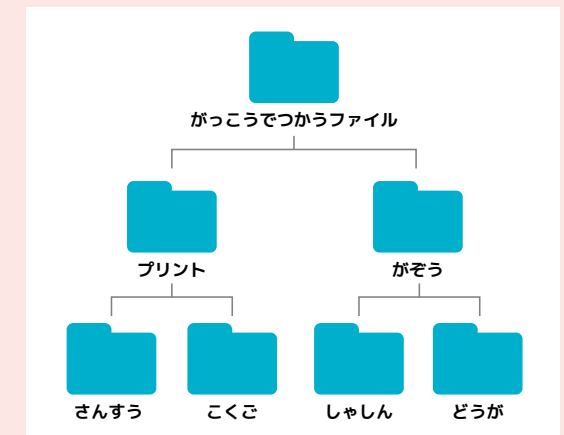 がっこうでつかうファイル
プリント
がぞう
さんすう
こくご
しゃしん
どうが